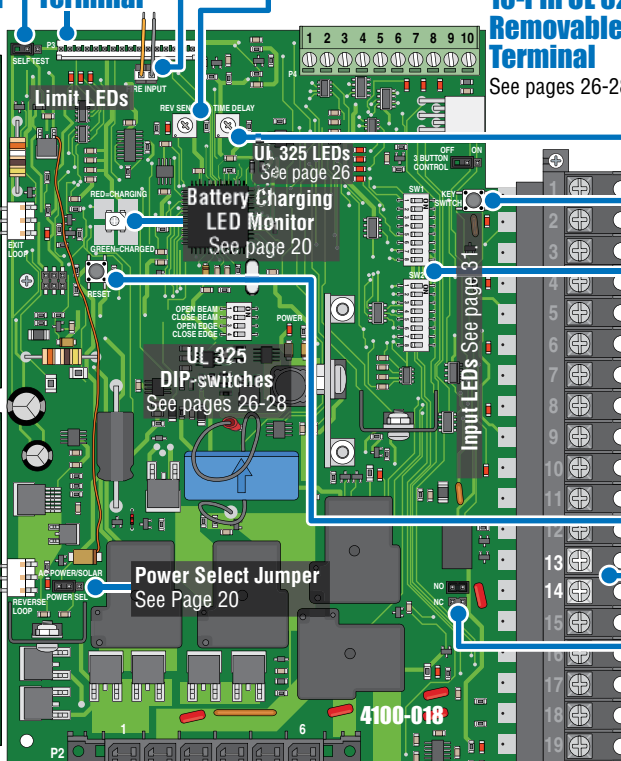 Terminal
10-Pin UL 32
Removable
Terminal
See pages 26-28
P3
SELF TEST
1 2 3 4 5 6 7 8 9 10
P4
RE INPUT
Limit LEDs
REV SEN
TIME DELAY
UL 325 LEDs
See page 26
OFF ON
3 BUTTON
CONTROL
RED=CHARGING
Battery Charging
LED Monitor
See page 20
GREEN=CHARGED
SW1
KEY
SWITCH
EXIT
LOOP
RESET
SW2
Input LEDs See page 31.
OPEN BEAM
CLOSE BEAM
OPEN EDGE
CLOSE EDGE
ON
POWER
UL 325
DIP-switches
See pages 26-28
1
2
3
4
5
6
7
8
9
10
11
12
13
14
15
16
17
18
19
AC POWER/SOLAR
POWER SEL
Power Select Jumper
See Page 20
REVERSE
LOOP
NO
NC
4100-018
1
6
P2